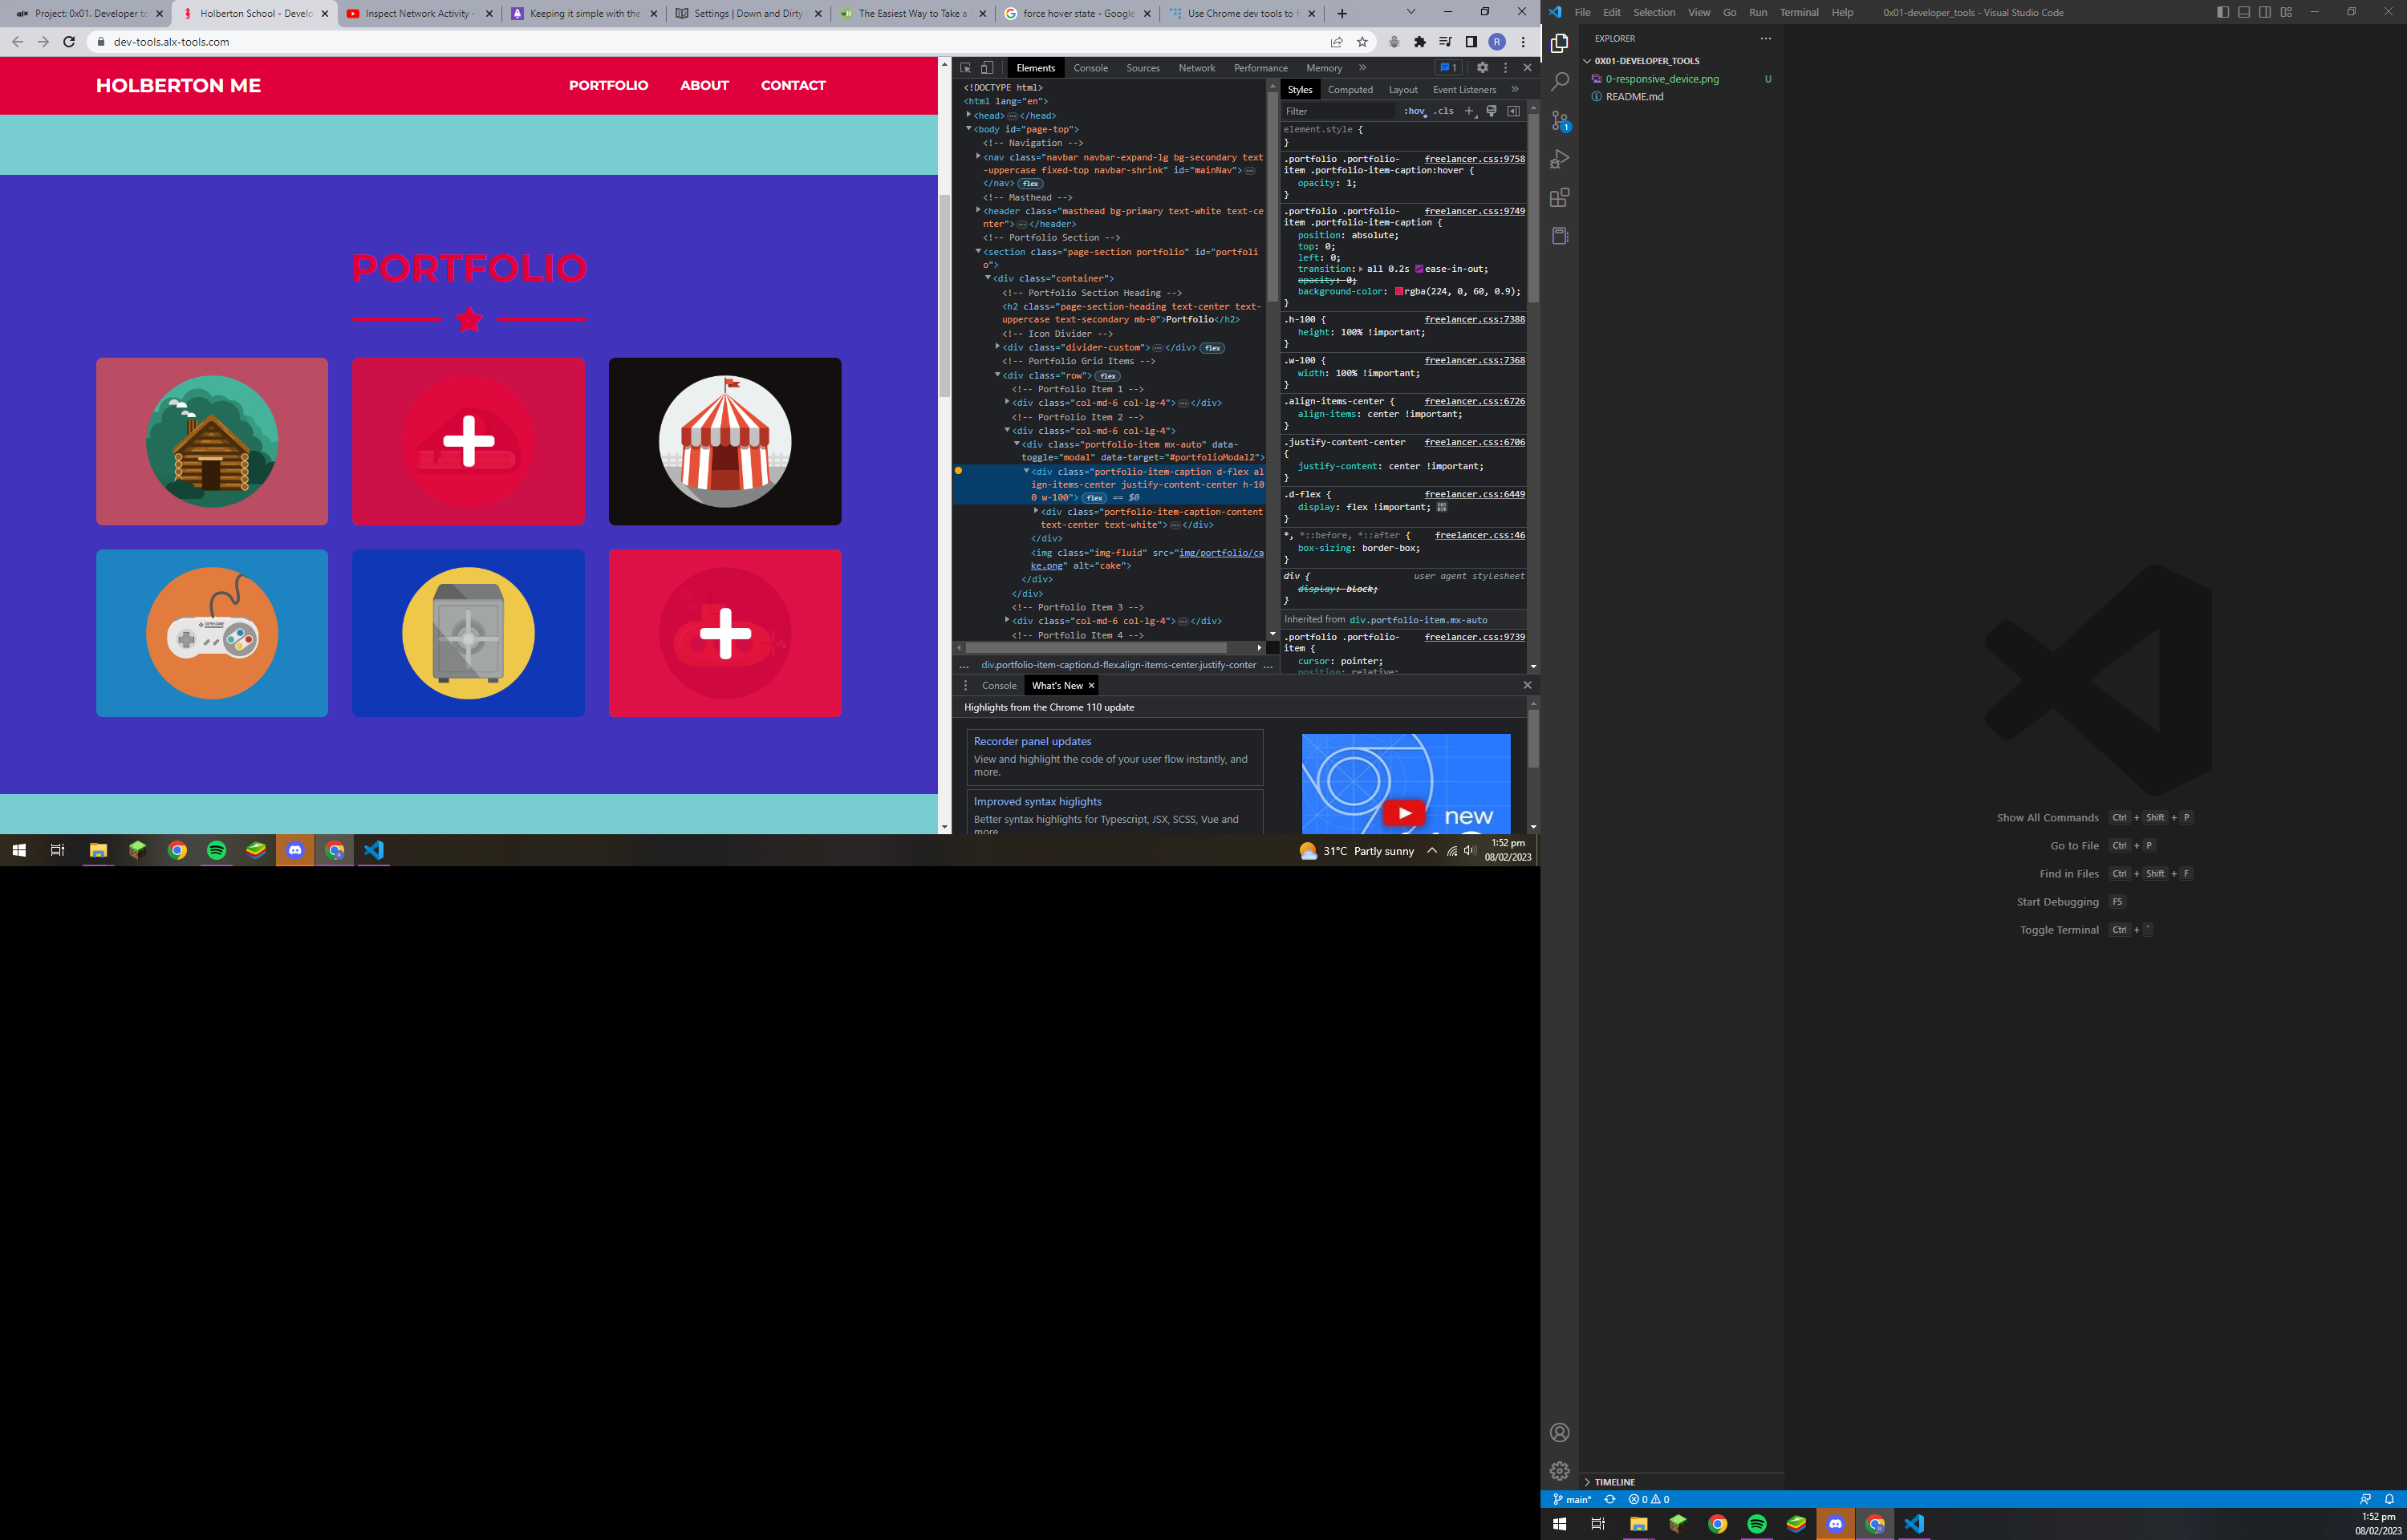 Project: 0x01. Developer to
Holberton School - Develo
Inspect Network Activity -
Keeping it simple with the
Settings | Down and Dirty
The Easiest Way to Take a
force hover state - Google
Use Chrome dev tools to f
dev-tools.alx-tools.com
R
HOLBERTON ME
PORTFOLIO
ABOUT
CONTACT
PORTFOLIO
Elements Console Sources Network Performance Memory » 1
<!DOCTYPE html>
<html lang="en">
<head> … </head>
<body id="page-top">
<!-- Navigation -->
<nav class="navbar navbar-expand-lg bg-secondary text
-uppercase fixed-top navbar-shrink" id="mainNav"> …
</nav> flex
<!-- Masthead -->
<header class="masthead bg-primary text-white text-ce
nter"> … </header>
<!-- Portfolio Section -->
<section class="page-section portfolio" id="portfoli
o">
<div class="container">
<!-- Portfolio Section Heading -->
<h2 class="page-section-heading text-center text-
uppercase text-secondary mb-0">Portfolio</h2>
<!-- Icon Divider -->
<div class="divider-custom"> … </div> flex
<!-- Portfolio Grid Items -->
<div class="row"> flex
<!-- Portfolio Item 1 -->
<div class="col-md-6 col-lg-4"> … </div>
<!-- Portfolio Item 2 -->
<div class="col-md-6 col-lg-4">
<div class="portfolio-item mx-auto" data-
toggle="modal" data-target="#portfolioModal2">
<div class="portfolio-item-caption d-flex al
ign-items-center justify-content-center h-10
0 w-100"> flex == $0
<div class="portfolio-item-caption-content
text-center text-white"> … </div>
</div>
<img class="img-fluid" src="img/portfolio/ca
ke.png" alt="cake">
</div>
</div>
<!-- Portfolio Item 3 -->
<div class="col-md-6 col-lg-4"> … </div>
<!-- Portfolio Item 4 -->
… div.portfolio-item-caption.d-flex.align-items-center.justify-conter …
Styles Computed Layout Event Listeners »
Filter :hov .cls +
element.style {
}
.portfolio .portfolio- freelancer.css:9758
item .portfolio-item-caption:hover {
opacity: 1;
}
.portfolio .portfolio- freelancer.css:9749
item .portfolio-item-caption {
position: absolute;
top: 0;
left: 0;
transition: all 0.2s ease-in-out;
opacity: 0;
background-color: rgba(224, 0, 60, 0.9);
}
.h-100 { freelancer.css:7388
height: 100% !important;
}
.w-100 { freelancer.css:7368
width: 100% !important;
}
.align-items-center { freelancer.css:6726
align-items: center !important;
}
.justify-content-center freelancer.css:6706
{
justify-content: center !important;
}
.d-flex { freelancer.css:6449
display: flex !important;
}
*, *::before, *::after { freelancer.css:46
box-sizing: border-box;
}
div { user agent stylesheet
display: block;
}
Inherited from div.portfolio-item.mx-auto
.portfolio .portfolio- freelancer.css:9739
item {
cursor: pointer;
position: relative;
Console What's New
Highlights from the Chrome 110 update
Recorder panel updates
View and highlight the code of your user flow instantly, and
more.
Improved syntax higlights
Better syntax highlights for Typescript, JSX, SCSS, Vue and
more
new
31°C Partly sunny
1:52 pm
08/02/2023
File Edit Selection View Go Run Terminal Help
0x01-developer_tools - Visual Studio Code
EXPLORER
0X01-DEVELOPER_TOOLS
0-responsive_device.png U
README.md
1
Show All Commands Ctrl + Shift + P
Go to File Ctrl + P
Find in Files Ctrl + Shift + F
Start Debugging F5
Toggle Terminal Ctrl + `
TIMELINE
main* 0 0
1:52 pm
08/02/2023